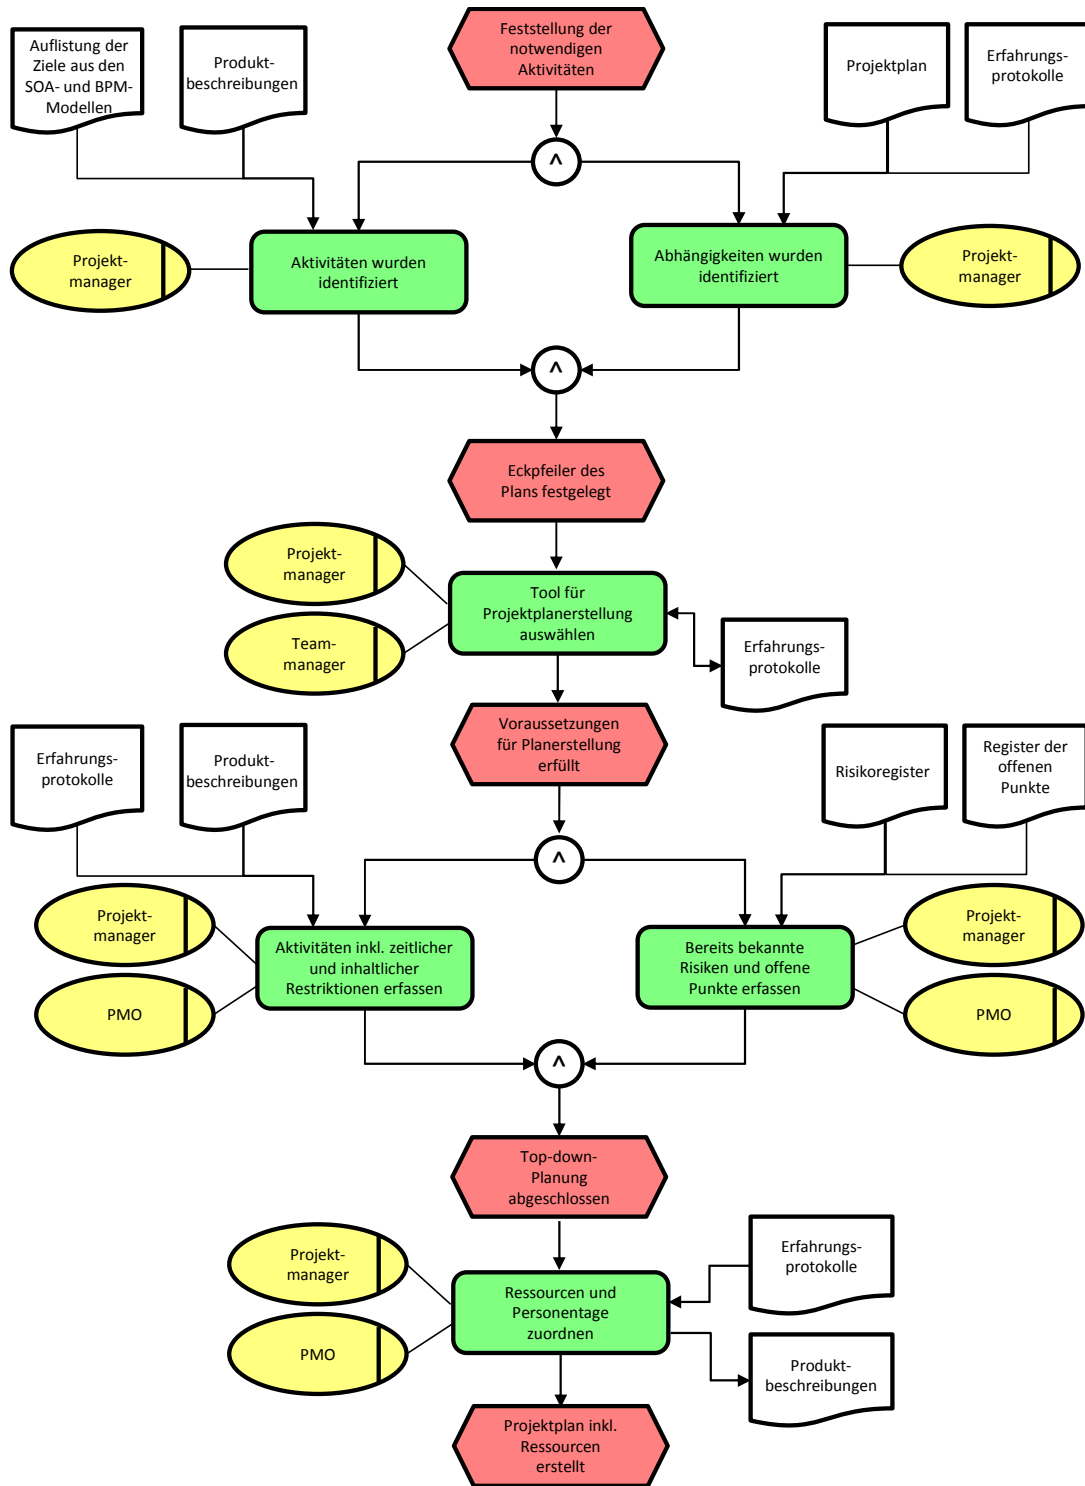 Auflistung der
Ziele aus den
SOA- und BPM-
Modellen
Produkt-
beschreibungen
Feststellung der
notwendigen
Aktivitäten
Projektplan
Erfahrungs-
protokolle
^
Projekt-
manager
Aktivitäten wurden
identifiziert
Abhängigkeiten wurden
identifiziert
Projekt-
manager
^
Eckpfeiler des
Plans festgelegt
Projekt-
manager
Team-
manager
Tool für
Projektplanerstellung
auswählen
Erfahrungs-
protokolle
Voraussetzungen
für Planerstellung
erfüllt
Erfahrungs-
protokolle
Produkt-
beschreibungen
Risikoregister
Register der
offenen
Punkte
^
Projekt-
manager
PMO
Aktivitäten inkl. zeitlicher
und inhaltlicher
Restriktionen erfassen
Bereits bekannte
Risiken und offene
Punkte erfassen
Projekt-
manager
PMO
^
Top-down-
Planung
abgeschlossen
Projekt-
manager
PMO
Ressourcen und
Personentage
zuordnen
Erfahrungs-
protokolle
Produkt-
beschreibungen
Projektplan inkl.
Ressourcen
erstellt